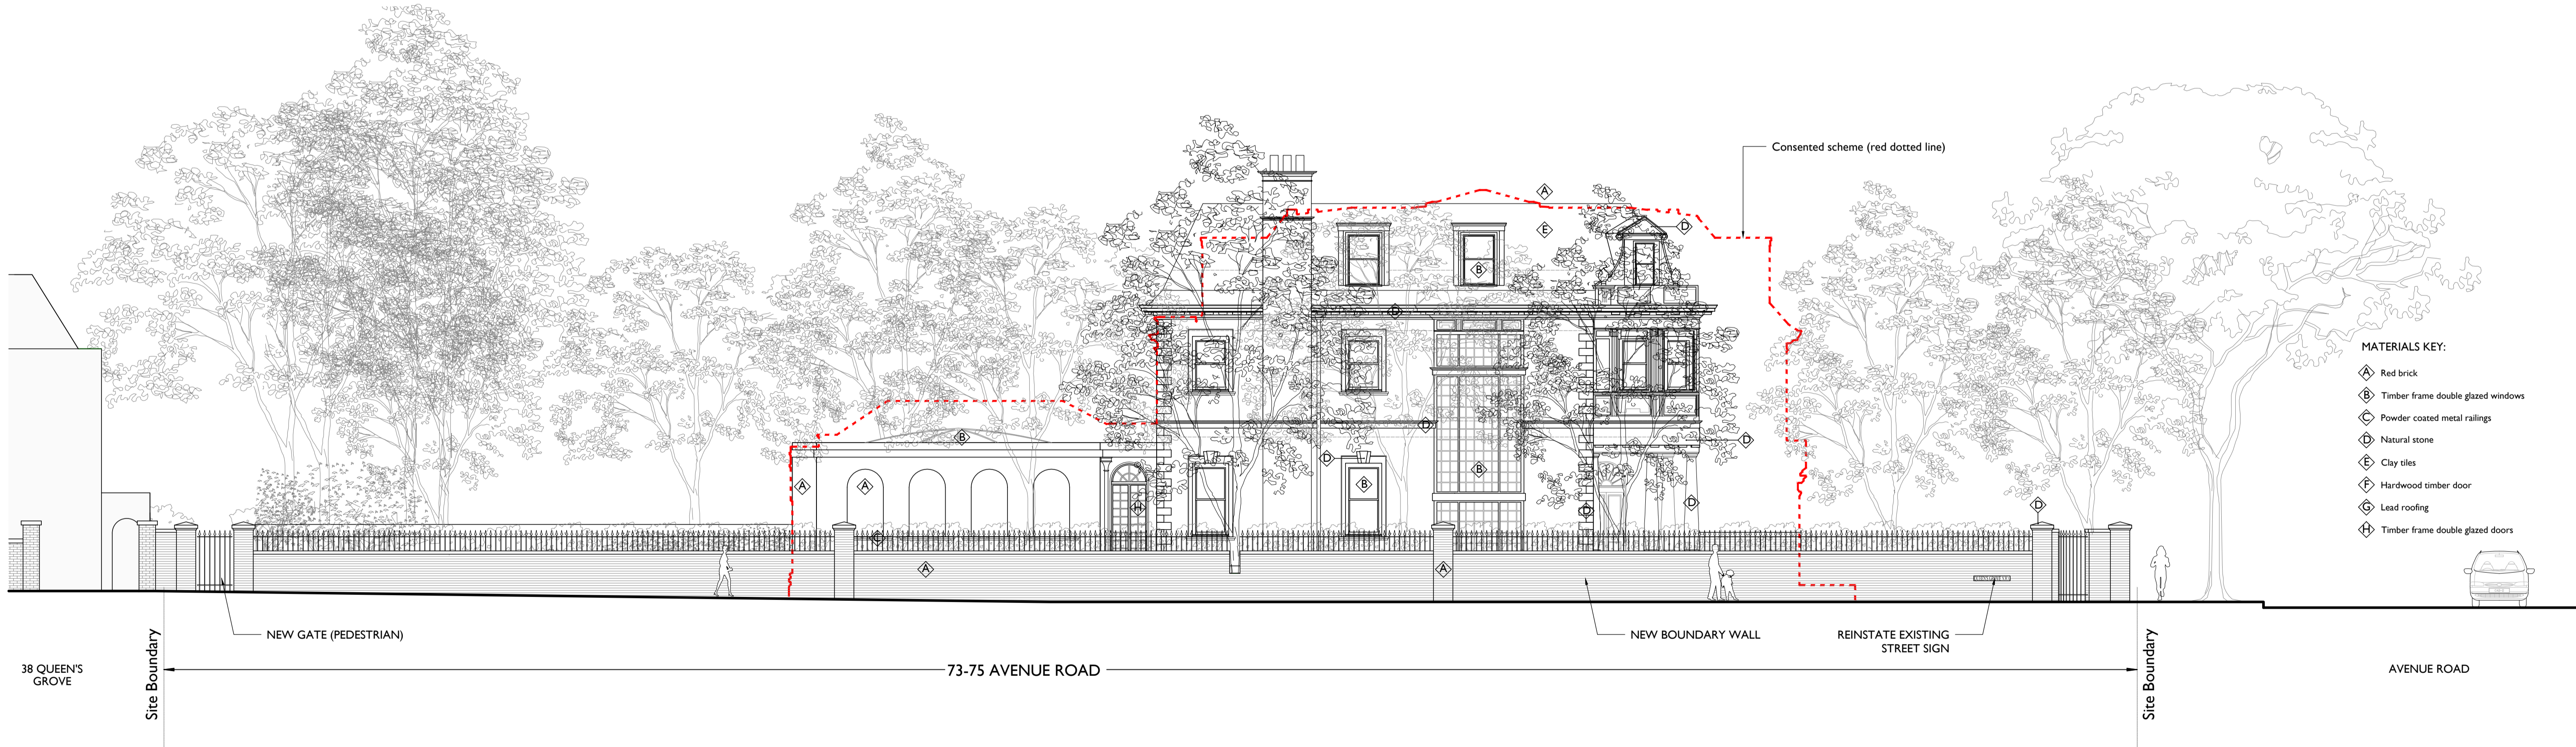 Consented scheme (red dotted line)
A
E
D
B
D
D
D
D
B
A
A
B
B
H
D
D
D
C
A
A
MATERIALS KEY:
A Red brick
B Timber frame double glazed windows
C Powder coated metal railings
D Natural stone
E Clay tiles
F Hardwood timber door
G Lead roofing
H Timber frame double glazed doors
NEW GATE (PEDESTRIAN)
NEW BOUNDARY WALL
REINSTATE EXISTING
STREET SIGN
38 QUEEN'S
GROVE
Site Boundary
73-75 AVENUE ROAD
Site Boundary
AVENUE ROAD